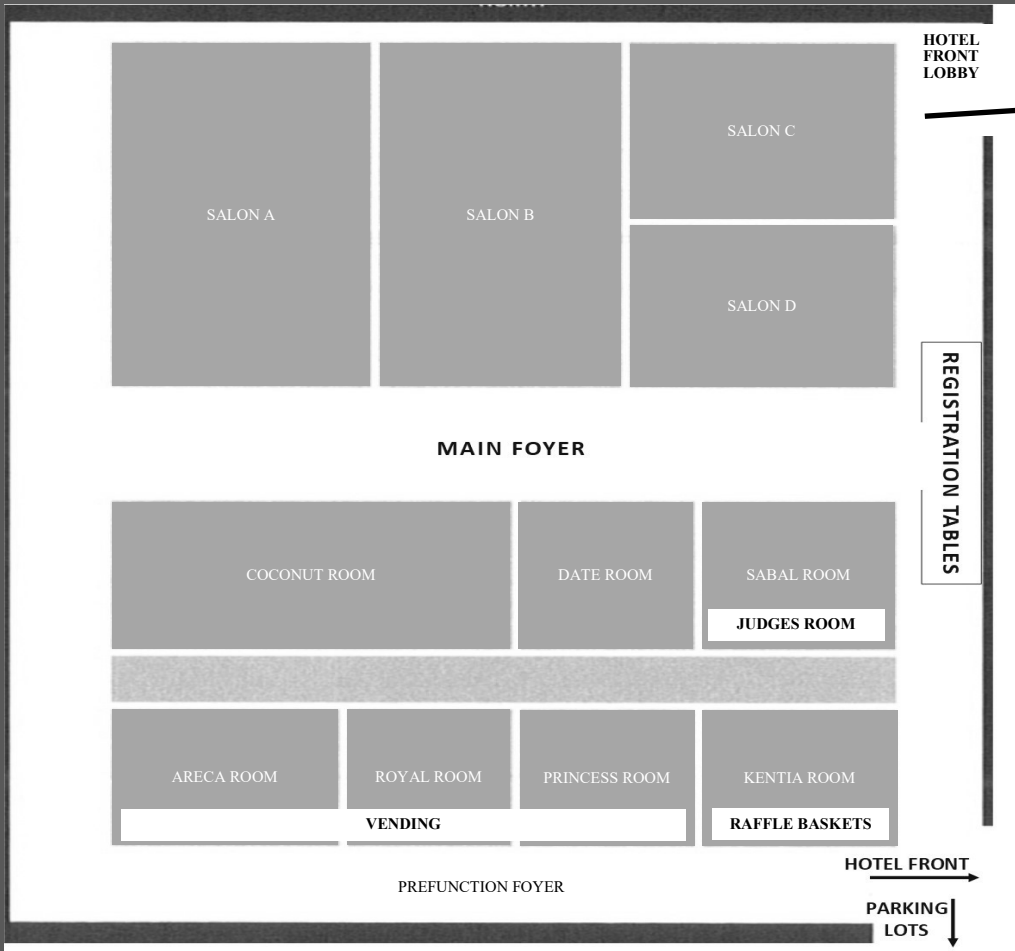 HOTEL
FRONT
LOBBY
SALON C
SALON A
SALON B
SALON D
REGISTRATION TABLES
MAIN FOYER
COCONUT ROOM
DATE ROOM
SABAL ROOM
JUDGES ROOM
ARECA ROOM
ROYAL ROOM
PRINCESS ROOM
KENTIA ROOM
VENDING
RAFFLE BASKETS
HOTEL FRONT
PREFUNCTION FOYER
PARKING
LOTS